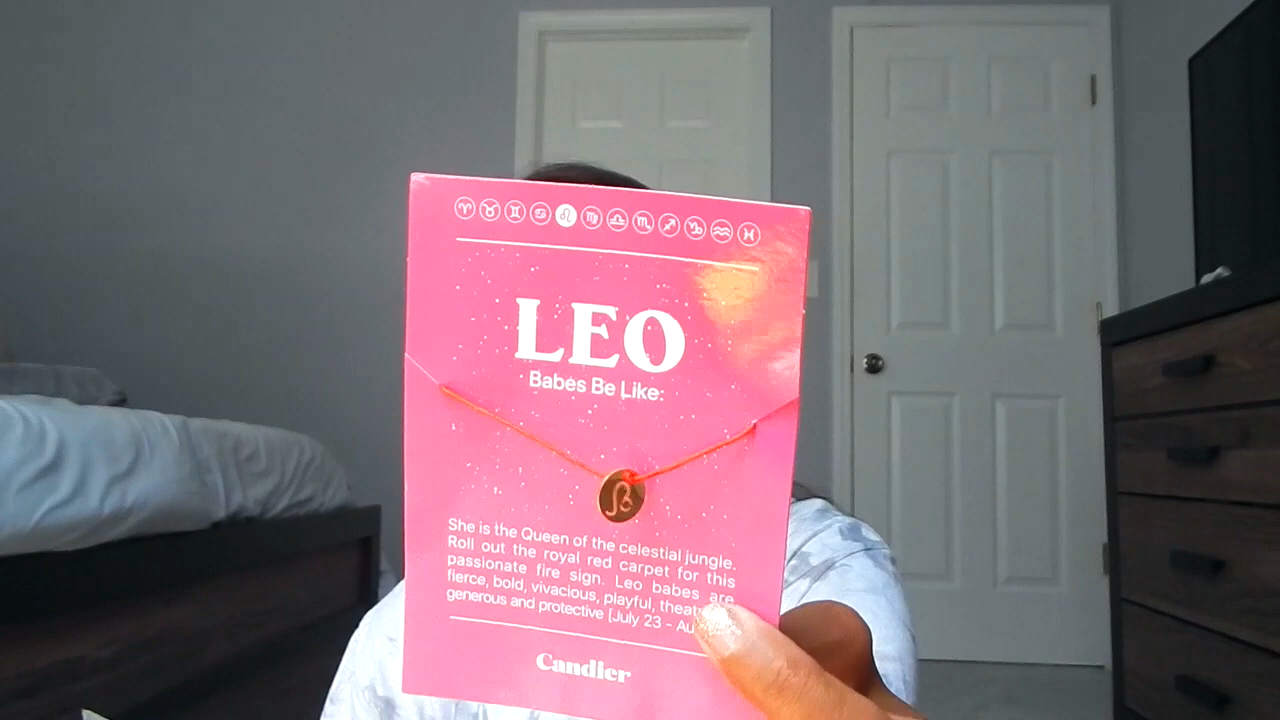 LEO
Babes Be Like:
She is the Queen of the celestial jungle.
Roll out the royal red carpet for this
passionate fire sign. Leo babes are
fierce, bold, vivacious, playful,
generous and protective [July 23 -
Candier